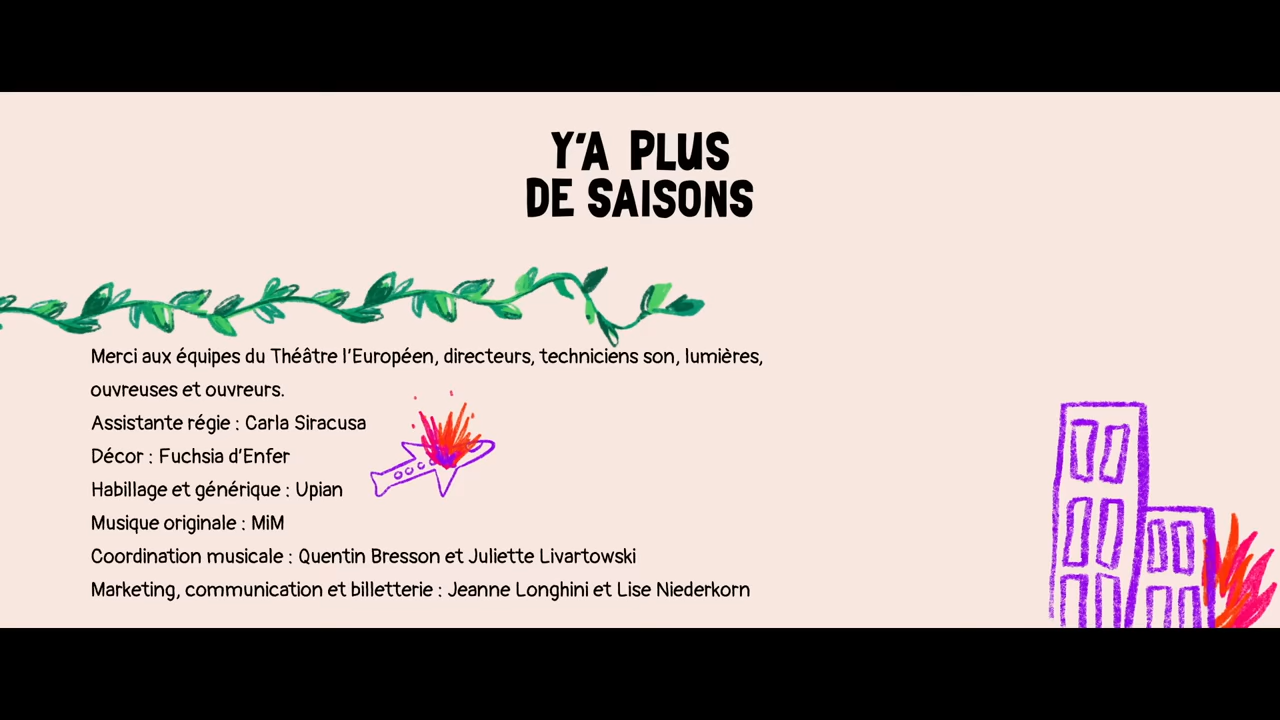 Y'A PLUS
DE SAISONS
Merci aux équipes du Théâtre l'Européen, directeurs, techniciens son, lumières,
ouvreuses et ouvreurs.
Assistante régie : Carla Siracusa
Décor : Fuchsia d'Enfer
Habillage et générique : Upian
Musique originale : MiM
Coordination musicale : Quentin Bresson et Juliette Livartowski
Marketing, communication et billetterie : Jeanne Longhini et Lise Niederkorn